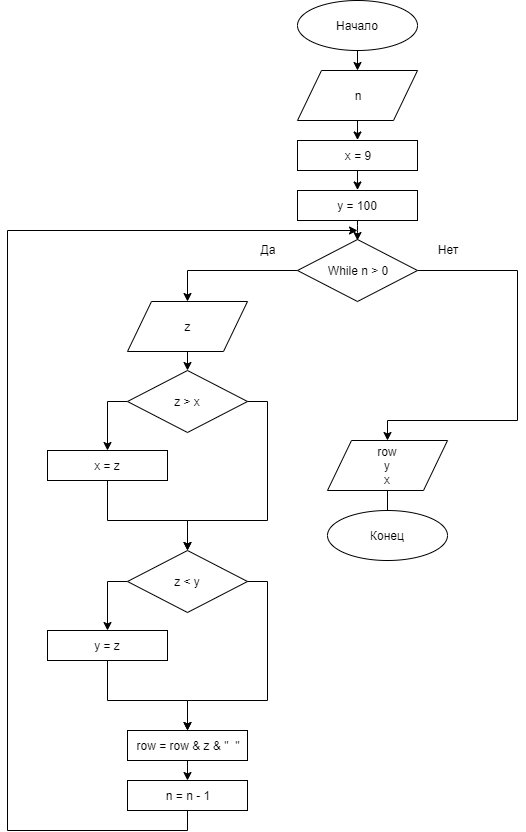 Начало
n
x = 9
y = 100
Да
Нет
While n > 0
z
z > x
x = z
row
y
x
Конец
z < y
y = z
row = row & z & "  "
n = n - 1